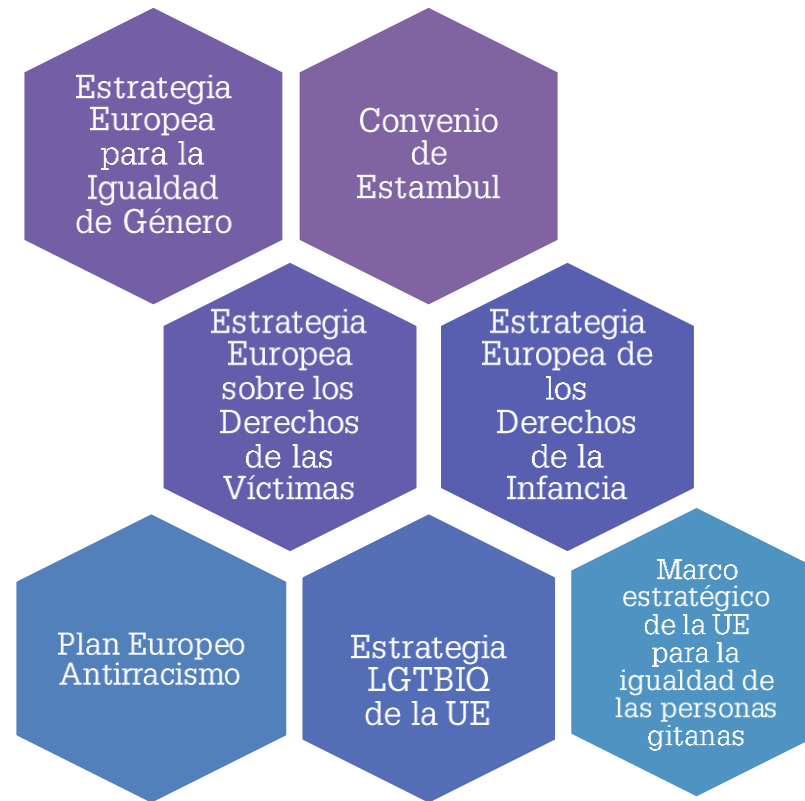 Estrategia
Europea
para la
Igualdad
de Género
Convenio
de
Estambul
Estrategia
Europea
sobre los
Derechos
de las
Víctimas
Estrategia
Europea de
los
Derechos
de la
Infancia
Plan Europeo
Antirracismo
Estrategia
LGTBIQ
de la UE
Marco
estratégico
de la UE
para la
igualdad de
las personas
gitanas